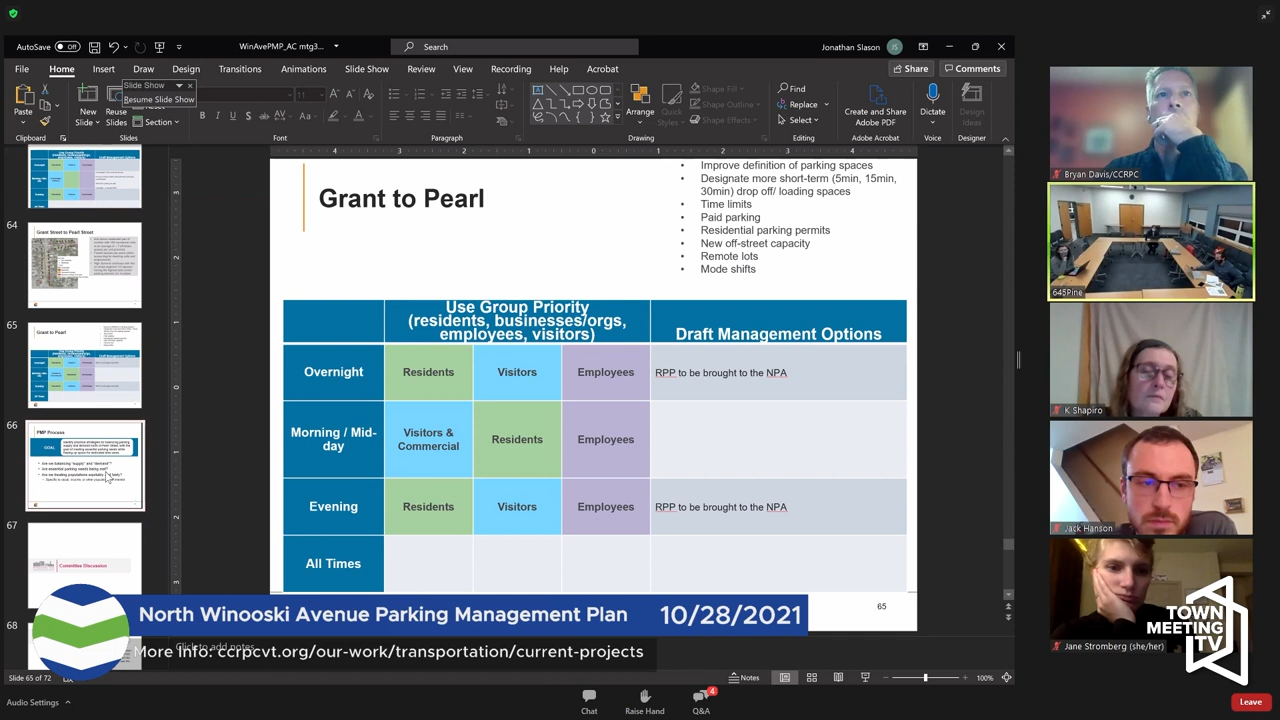 AutoSave Off
WinAvePMP_AC mtg3...
Search
Jonathan Slason
JS
File Home Insert Draw Design Transitions Animations Slide Show Review View Recording Help Acrobat
Share Comments
Slide Show
Resume Slide Show
Paste
New Slide
Reuse
Section
Find
Replace
Select
Arrange
Quick Styles
Shape Fill
Shape Outline
Shape Effects
Create and Share Adobe PDF
Dictate
Design Ideas
Clipboard Slides Font Paragraph Drawing Editing Adobe Acrobat Voice Designer
64
Grant Street to Pearl Street
65
Grant to Pearl
66
PMP Process
GOAL
67
Committee Discussion
68
Grant to Pearl
• Improve definition of parking spaces
• Designate more short-term (5min, 15min,
30min) drop off/ loading spaces
• Time limits
• Paid parking
• Residential parking permits
• New off-street capacity
• Remote lots
• Mode shifts
Use Group Priority
(residents, businesses/orgs,
employees, visitors)
Draft Management Options
Overnight Residents Visitors Employees RPP to be brought to the NPA
Morning / Mid-
day
Visitors &
Commercial
Residents Employees
Evening Residents Visitors Employees RPP to be brought to the NPA
All Times
65
North Winooski Avenue Parking Management Plan 10/28/2021
More info: ccrpcvt.org/our-work/transportation/current-projects
Click to add notes
Slide 65 of 72
Notes
100%
Audio Settings
Chat
Raise Hand
Q&A
4
Leave
Bryan Davis/CCRPC
645Pine
K Shapiro
Jack Hanson
Jane Stromberg (she/her)
TOWN
MEETING
TV